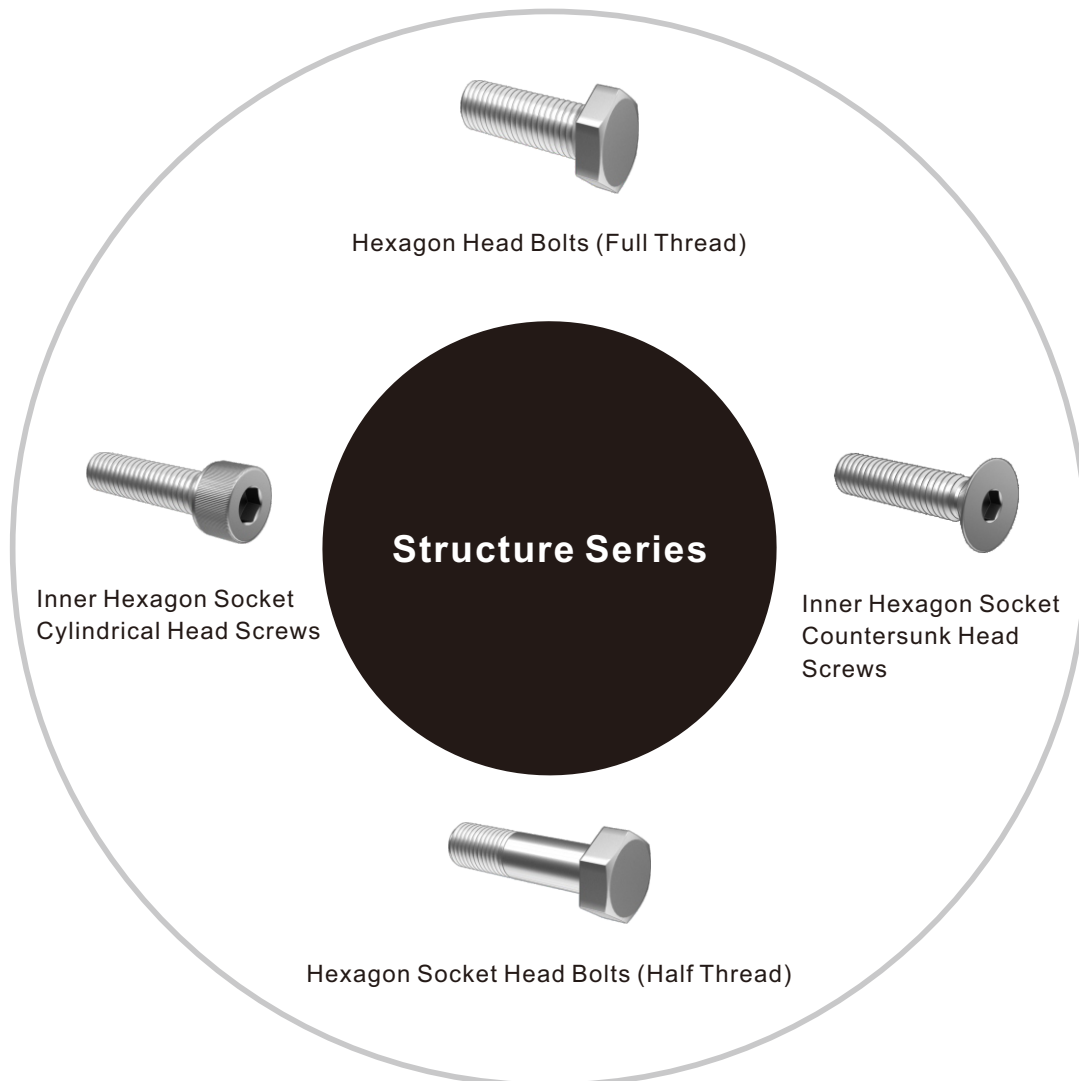 Hexagon Head Bolts (Full Thread)
Structure Series
Inner Hexagon Socket
Cylindrical Head Screws
Inner Hexagon Socket
Countersunk Head
Screws
Hexagon Socket Head Bolts (Half Thread)